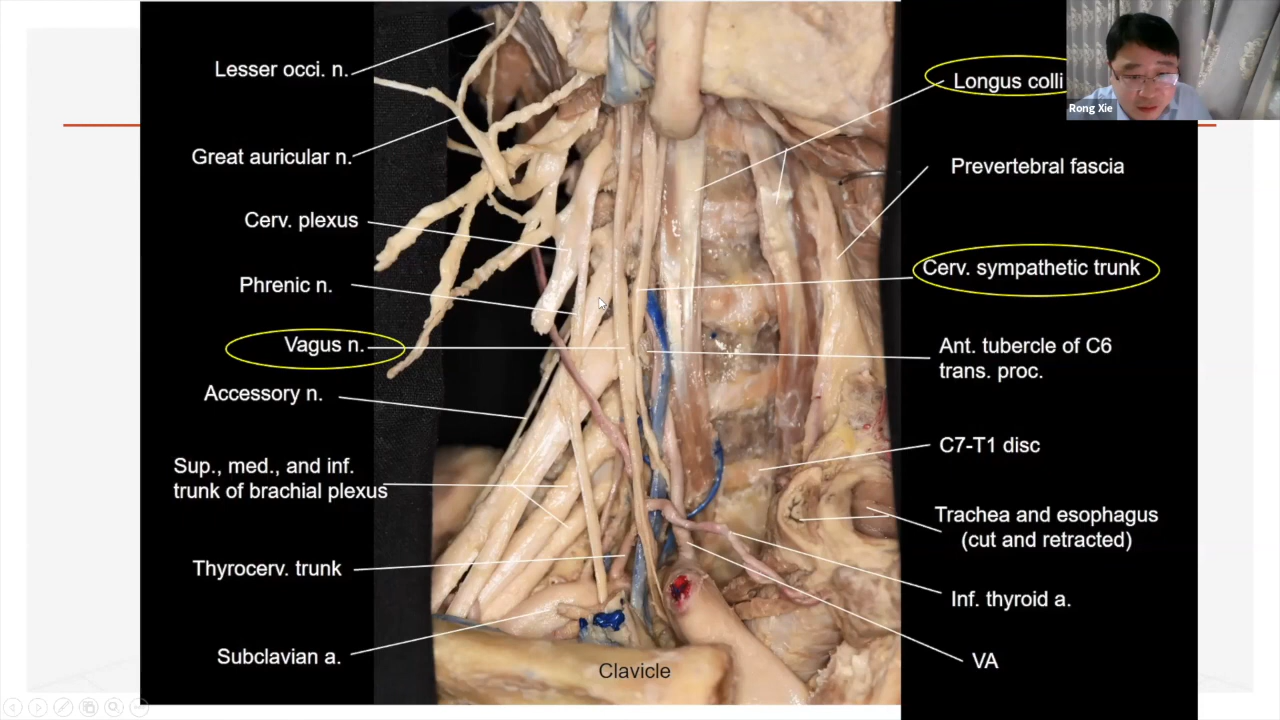 Lesser occi. n.
Great auricular n.
Cerv. plexus
Phrenic n.
Vagus n.
Accessory n.
Sup., med., and inf.
trunk of brachial plexus
Thyrocerv. trunk
Subclavian a.
Clavicle
Longus colli
Rong Xie
Prevertebral fascia
Cerv. sympathetic trunk
Ant. tubercle of C6
trans. proc.
C7-T1 disc
Trachea and esophagus
(cut and retracted)
Inf. thyroid a.
VA